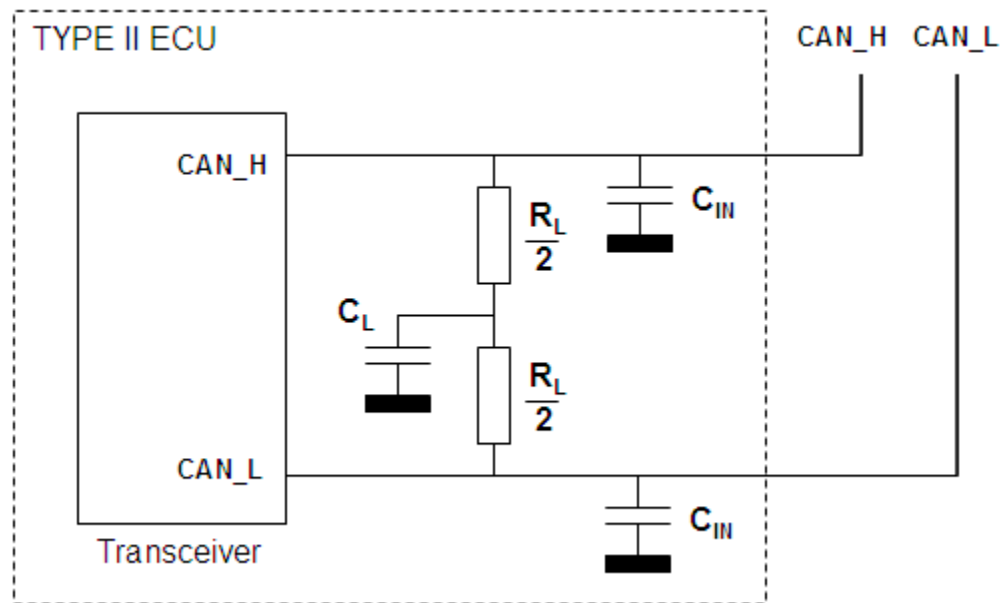 TYPE II ECU
CAN_H CAN_L
CAN_H
C_IN
R_L
2
C_L
R_L
2
CAN_L
C_IN
Transceiver